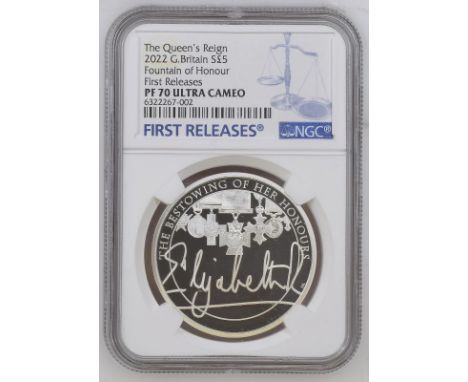 The Queen's Reign
2022 G.Britain S£5
Fountain of Honour
First Releases
PF 70 ULTRA CAMEO
6322267-002
FIRST RELEASES®
NGC®
THE BESTOWING OF HER HONOURS
Elizabeth R